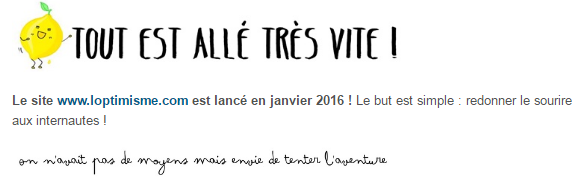 TOUT EST ALLÉ TRÈS VITE !
Le site www.loptimisme.com est lancé en janvier 2016 ! Le but est simple : redonner le sourire
aux internautes !
on n'avait pas de moyens mais envie de tenter l'aventure